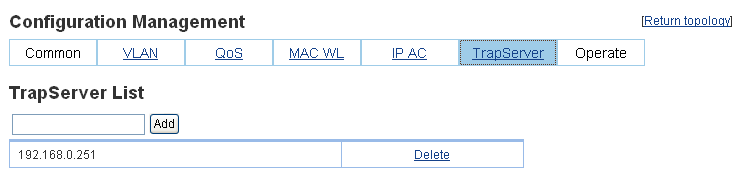 Configuration Management [Return topology]
Common VLAN QoS MAC WL IP AC TrapServer Operate
TrapServer List
Add
192.168.0.251 Delete